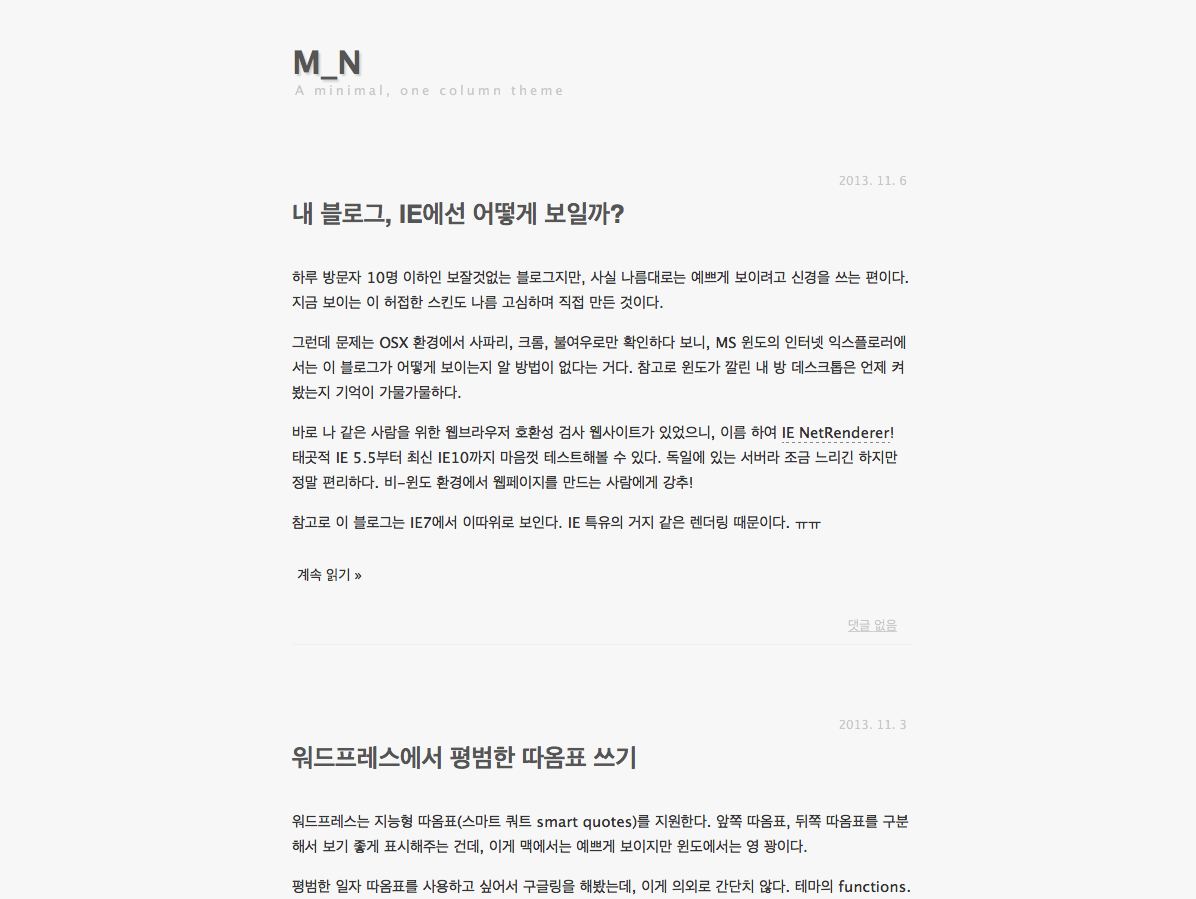 M_N
A minimal, one column theme
2013. 11. 6
내 블로그, IE에선 어떻게 보일까?
하루 방문자 10명 이하인 보잘것없는 블로그지만, 사실 나름대로는 예쁘게 보이려고 신경을 쓰는 편이다.
지금 보이는 이 허접한 스킨도 나름 고심하며 직접 만든 것이다.
그런데 문제는 OSX 환경에서 사파리, 크롬, 불여우로만 확인하다 보니, MS 윈도의 인터넷 익스플로러에
서는 이 블로그가 어떻게 보이는지 알 방법이 없다는 거다. 참고로 윈도가 깔린 내 방 데스크톱은 언제 켜
봤는지 기억이 가물가물하다.
바로 나 같은 사람을 위한 웹브라우저 호환성 검사 웹사이트가 있었으니, 이름 하여 IE NetRenderer!
태곳적 IE 5.5부터 최신 IE10까지 마음껏 테스트해볼 수 있다. 독일에 있는 서버라 조금 느리긴 하지만
정말 편리하다. 비-윈도 환경에서 웹페이지를 만드는 사람에게 강추!
참고로 이 블로그는 IE7에서 이따위로 보인다. IE 특유의 거지 같은 렌더링 때문이다. ㅠㅠ
계속 읽기 »
댓글 없음
2013. 11. 3
워드프레스에서 평범한 따옴표 쓰기
워드프레스는 지능형 따옴표(스마트 쿼트 smart quotes)를 지원한다. 앞쪽 따옴표, 뒤쪽 따옴표를 구분
해서 보기 좋게 표시해주는 건데, 이게 맥에서는 예쁘게 보이지만 윈도에서는 영 꽝이다.
평범한 일자 따옴표를 사용하고 싶어서 구글링을 해봤는데, 이게 의외로 간단치 않다. 테마의 functions.